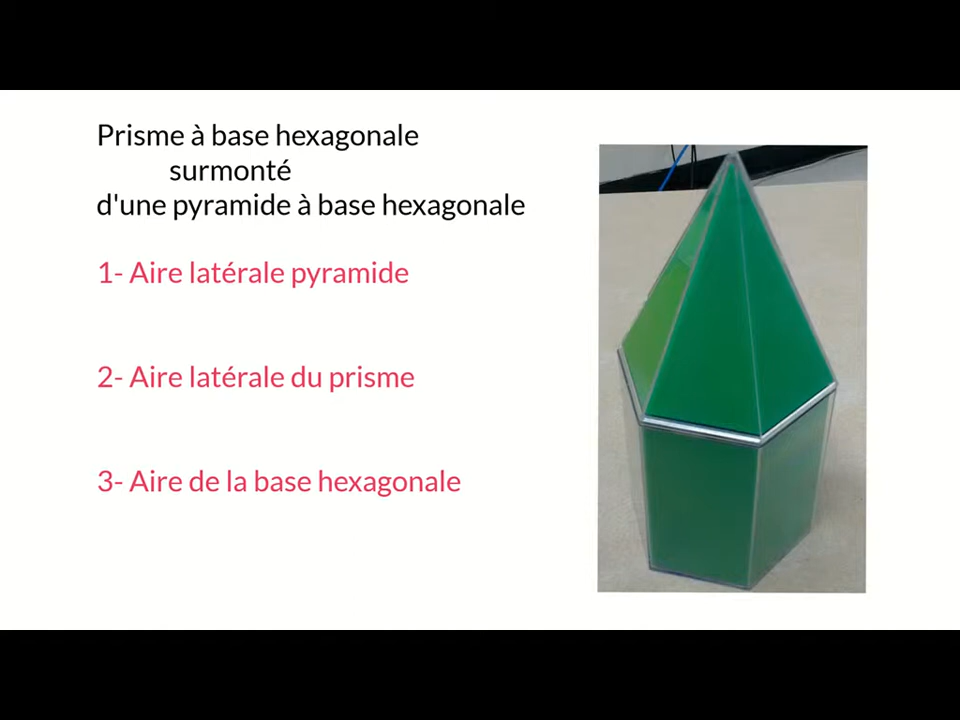 Prisme à base hexagonale
surmonté
d'une pyramide à base hexagonale
1- Aire latérale pyramide
2- Aire latérale du prisme
3- Aire de la base hexagonale